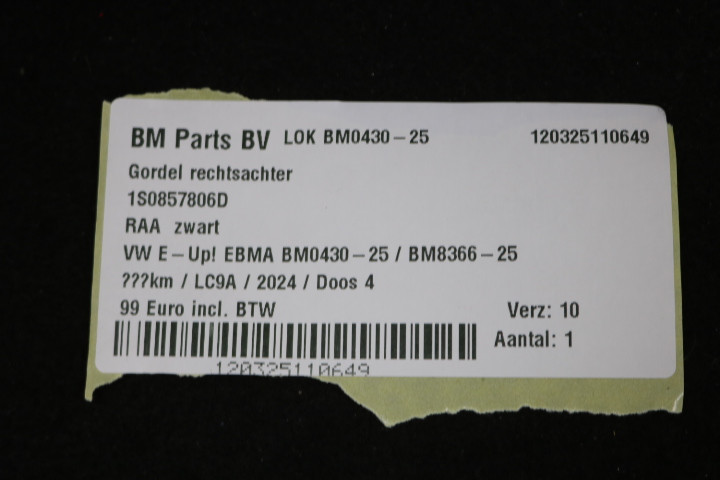 BM Parts BV LOK BM0430-25 120325110649
Gordel rechtsachter
1S0857806D
RAA zwart
VW E-Up! EBMA BM0430-25 / BM8366-25
???km / LC9A / 2024 / Doos 4
99 Euro incl. BTW Verz: 10
Aantal: 1
120325110649